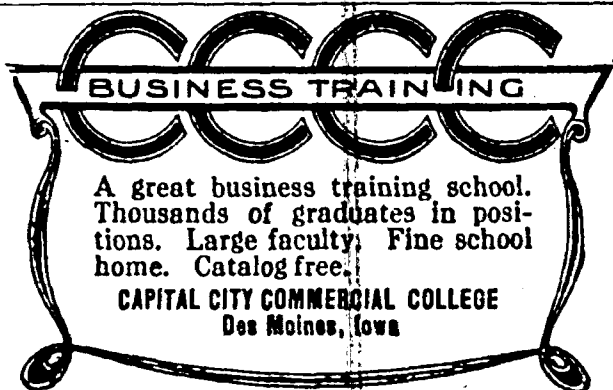 CCCC
BUSINESS TRAINING
A great business training school.
Thousands of graduates in posi-
tions. Large faculty. Fine school
home. Catalog free.
CAPITAL CITY COMMERCIAL COLLEGE
Des Moines, Iowa